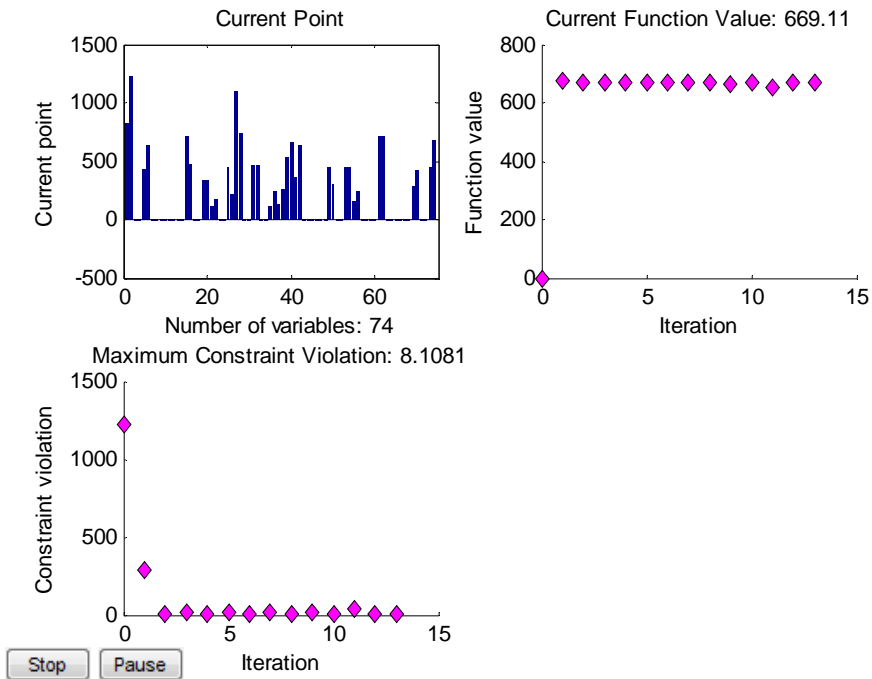 Current Point
1500
1000
500
0
-500
0
20
40
60
Current point
Number of variables: 74
Current Function Value: 669.11
800
600
400
200
0
0
5
10
15
Function value
Iteration
Maximum Constraint Violation: 8.1081
1500
1000
500
0
0
5
10
15
Constraint violation
Iteration
Stop
Pause